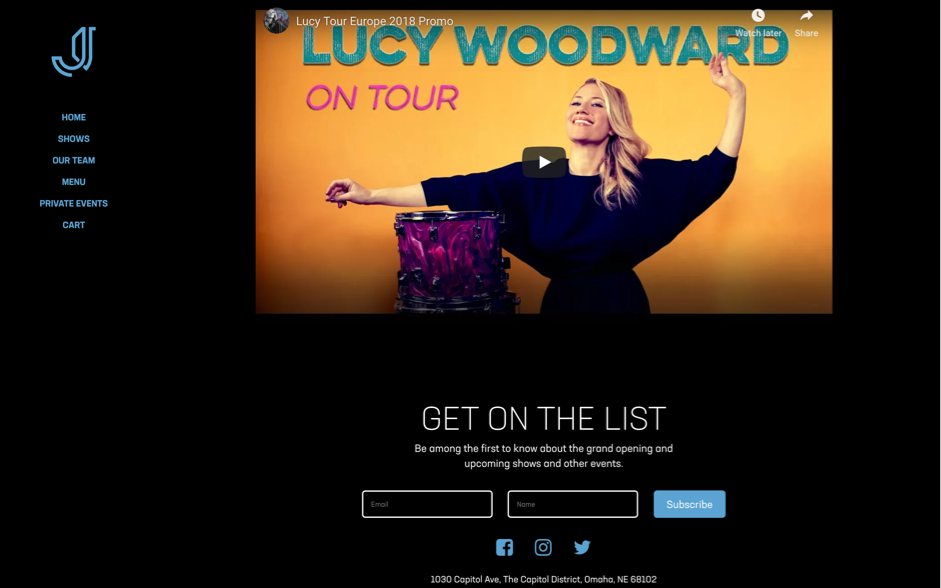 HOME
SHOWS
OUR TEAM
MENU
PRIVATE EVENTS
CART
Lucy Tour Europe 2018 Promo
Watch later
Share
LUCY WOODWARD
ON TOUR
GET ON THE LIST
Be among the first to know about the grand opening and
upcoming shows and other events.
Email
Name
Subscribe
1030 Capitol Ave, The Capitol District, Omaha, NE 68102